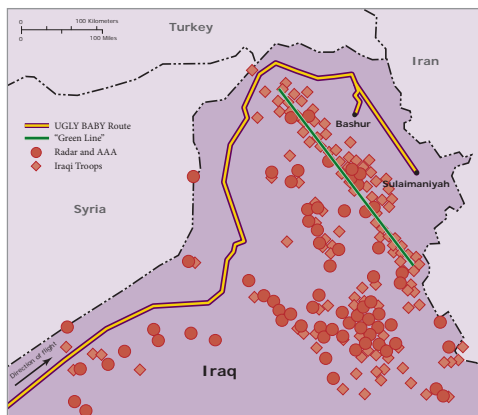 0 100 Kilometers
0 100 Miles
Turkey
Iran
UGLY BABY Route
"Green Line"
Radar and AAA
Iraqi Troops
Bashur
Sulaimaniyah
Syria
Direction of flight
Iraq